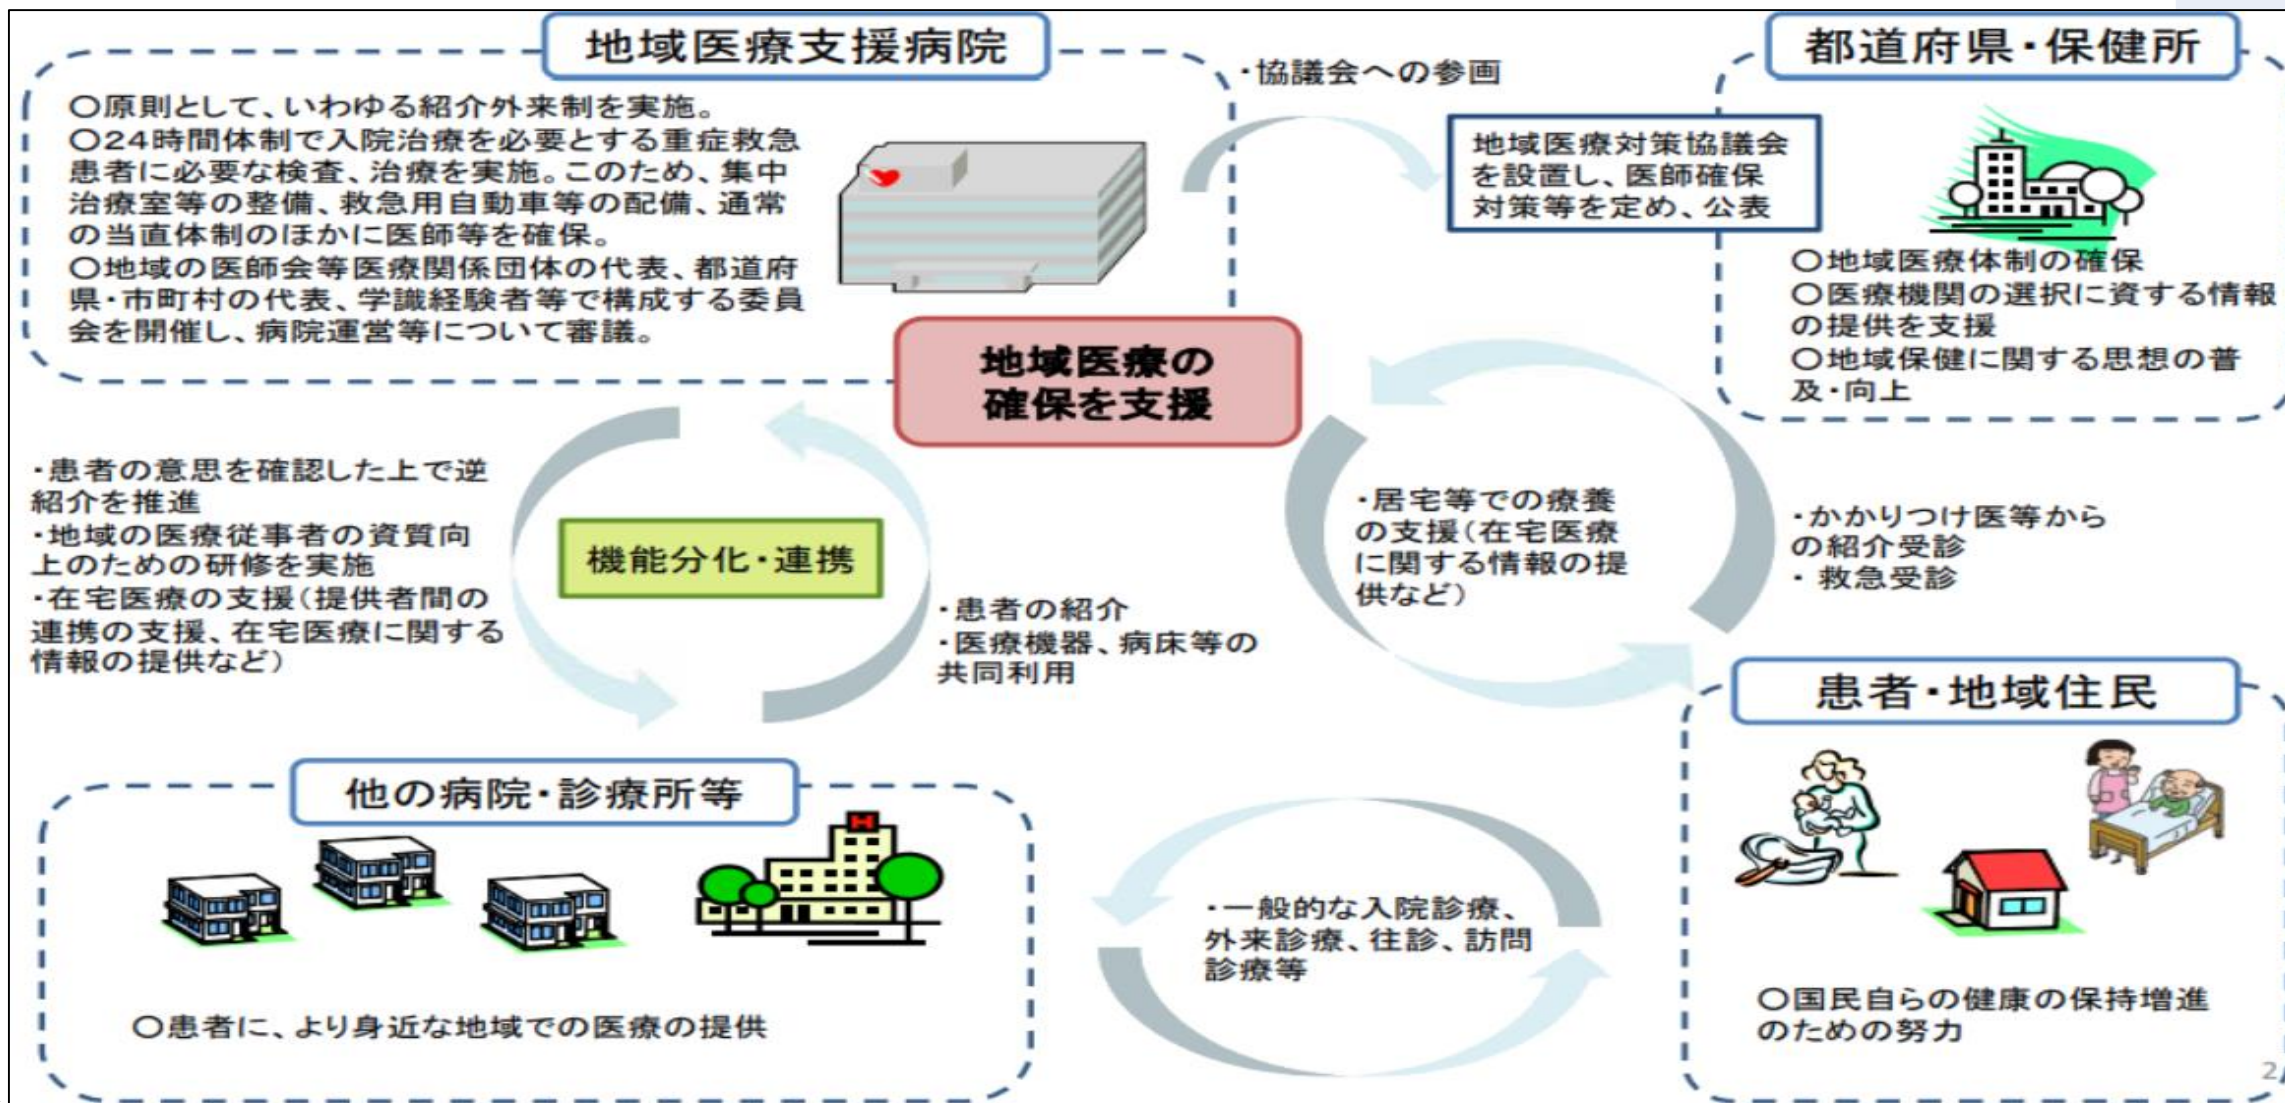 地域医療支援病院
○原則として、いわゆる紹介外来制を実施。
○24時間体制で入院治療を必要とする重症救急
患者に必要な検査、治療を実施。このため、集中
治療室等の整備、救急用自動車等の配備、通常
の当直体制のほかに医師等を確保。
○地域の医師会等医療関係団体の代表、都道府
県・市町村の代表、学識経験者等で構成する委員
会を開催し、病院運営等について審議。
・協議会への参画
都道府県・保健所
地域医療対策協議会
を設置し、医師確保
対策等を定め、公表
○地域医療体制の確保
○医療機関の選択に資する情報
の提供を支援
○地域保健に関する思想の普
及・向上
地域医療の
確保を支援
・患者の意思を確認した上で逆
紹介を推進
・地域の医療従事者の資質向
上のための研修を実施
・在宅医療の支援（提供者間の
連携の支援、在宅医療に関する
情報の提供など）
機能分化・連携
・患者の紹介
・医療機器、病床等の
共同利用
・居宅等での療養
の支援（在宅医療
に関する情報の提
供など）
・かかりつけ医等から
の紹介受診
・救急受診
他の病院・診療所等
H
○患者に、より身近な地域での医療の提供
・一般的な入院診療、
外来診療、往診、訪問
診療等
患者・地域住民
○国民自らの健康の保持増進
のための努力
2